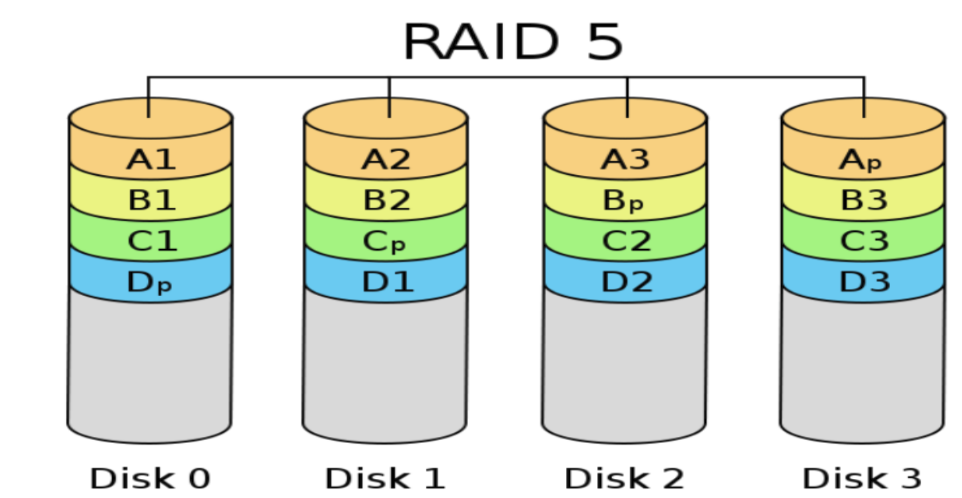 RAID 5
A1 A2 A3 Ap
B1 B2 Bp B3
C1 Cp C2 C3
Dp D1 D2 D3
Disk 0 Disk 1 Disk 2 Disk 3